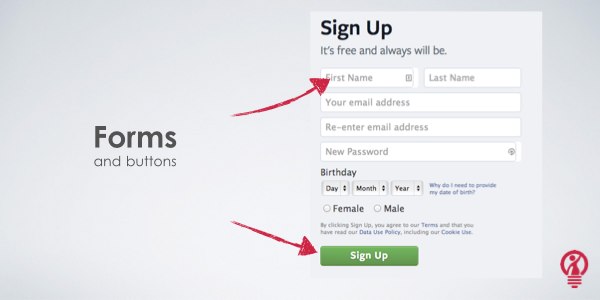 Forms
and buttons
Sign Up
It's free and always will be.
First Name Last Name
Your email address
Re-enter email address
New Password
Birthday
Day Month Year Why do I need to provide
my date of birth?
Female Male
By clicking Sign Up, you agree to our Terms and that you
have read our Data Use Policy, including our Cookie Use.
Sign Up